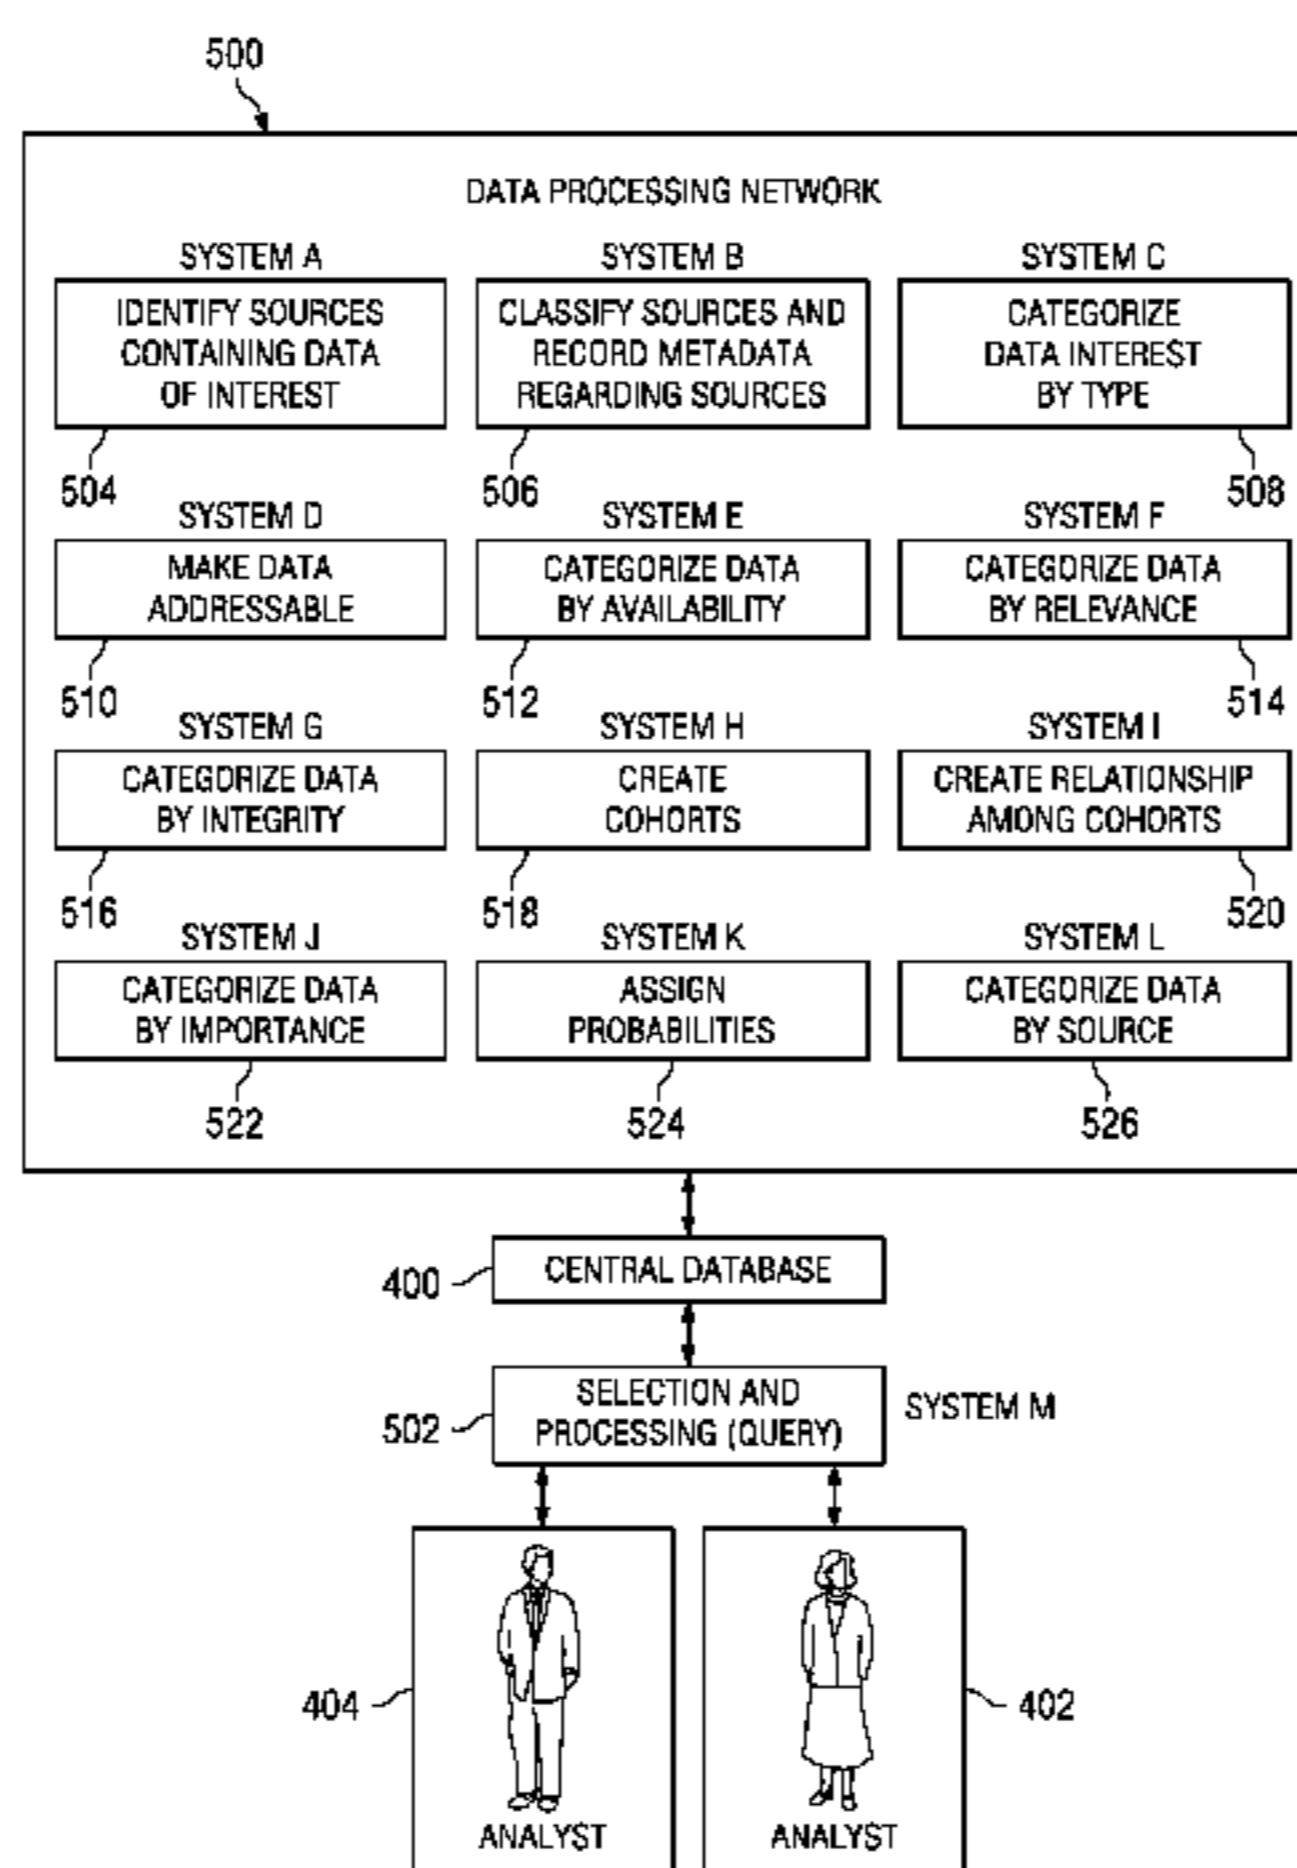 500
DATA PROCESSING NETWORK
SYSTEM A
IDENTIFY SOURCES
CONTAINING DATA
OF INTEREST
504
SYSTEM B
CLASSIFY SOURCES AND
RECORD METADATA
REGARDING SOURCES
506
SYSTEM C
CATEGORIZE
DATA INTEREST
BY TYPE
508
SYSTEM D
MAKE DATA
ADDRESSABLE
510
SYSTEM E
CATEGORIZE DATA
BY AVAILABILITY
512
SYSTEM F
CATEGORIZE DATA
BY RELEVANCE
514
SYSTEM G
CATEGORIZE DATA
BY INTEGRITY
516
SYSTEM H
CREATE
COHORTS
518
SYSTEM I
CREATE RELATIONSHIP
AMONG COHORTS
520
SYSTEM J
CATEGORIZE DATA
BY IMPORTANCE
522
SYSTEM K
ASSIGN
PROBABILITIES
524
SYSTEM L
CATEGORIZE DATA
BY SOURCE
526
400
CENTRAL DATABASE
502
SELECTION AND
PROCESSING (QUERY)
SYSTEM M
404
ANALYST
402
ANALYST